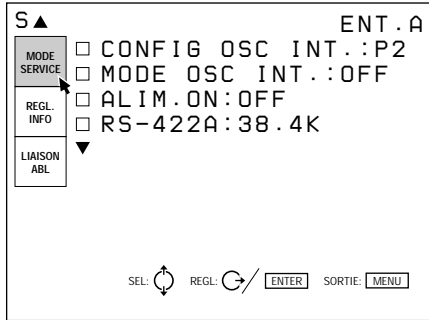 S▲ ENT.A
MODE SERVICE
REGL. INFO
LIAISON ABL
□ CONFIG OSC INT.:P2
□ MODE OSC INT.:OFF
□ ALIM.ON:OFF
□ RS-422A:38.4K
▼
SEL: REGL: / ENTER SORTIE: MENU